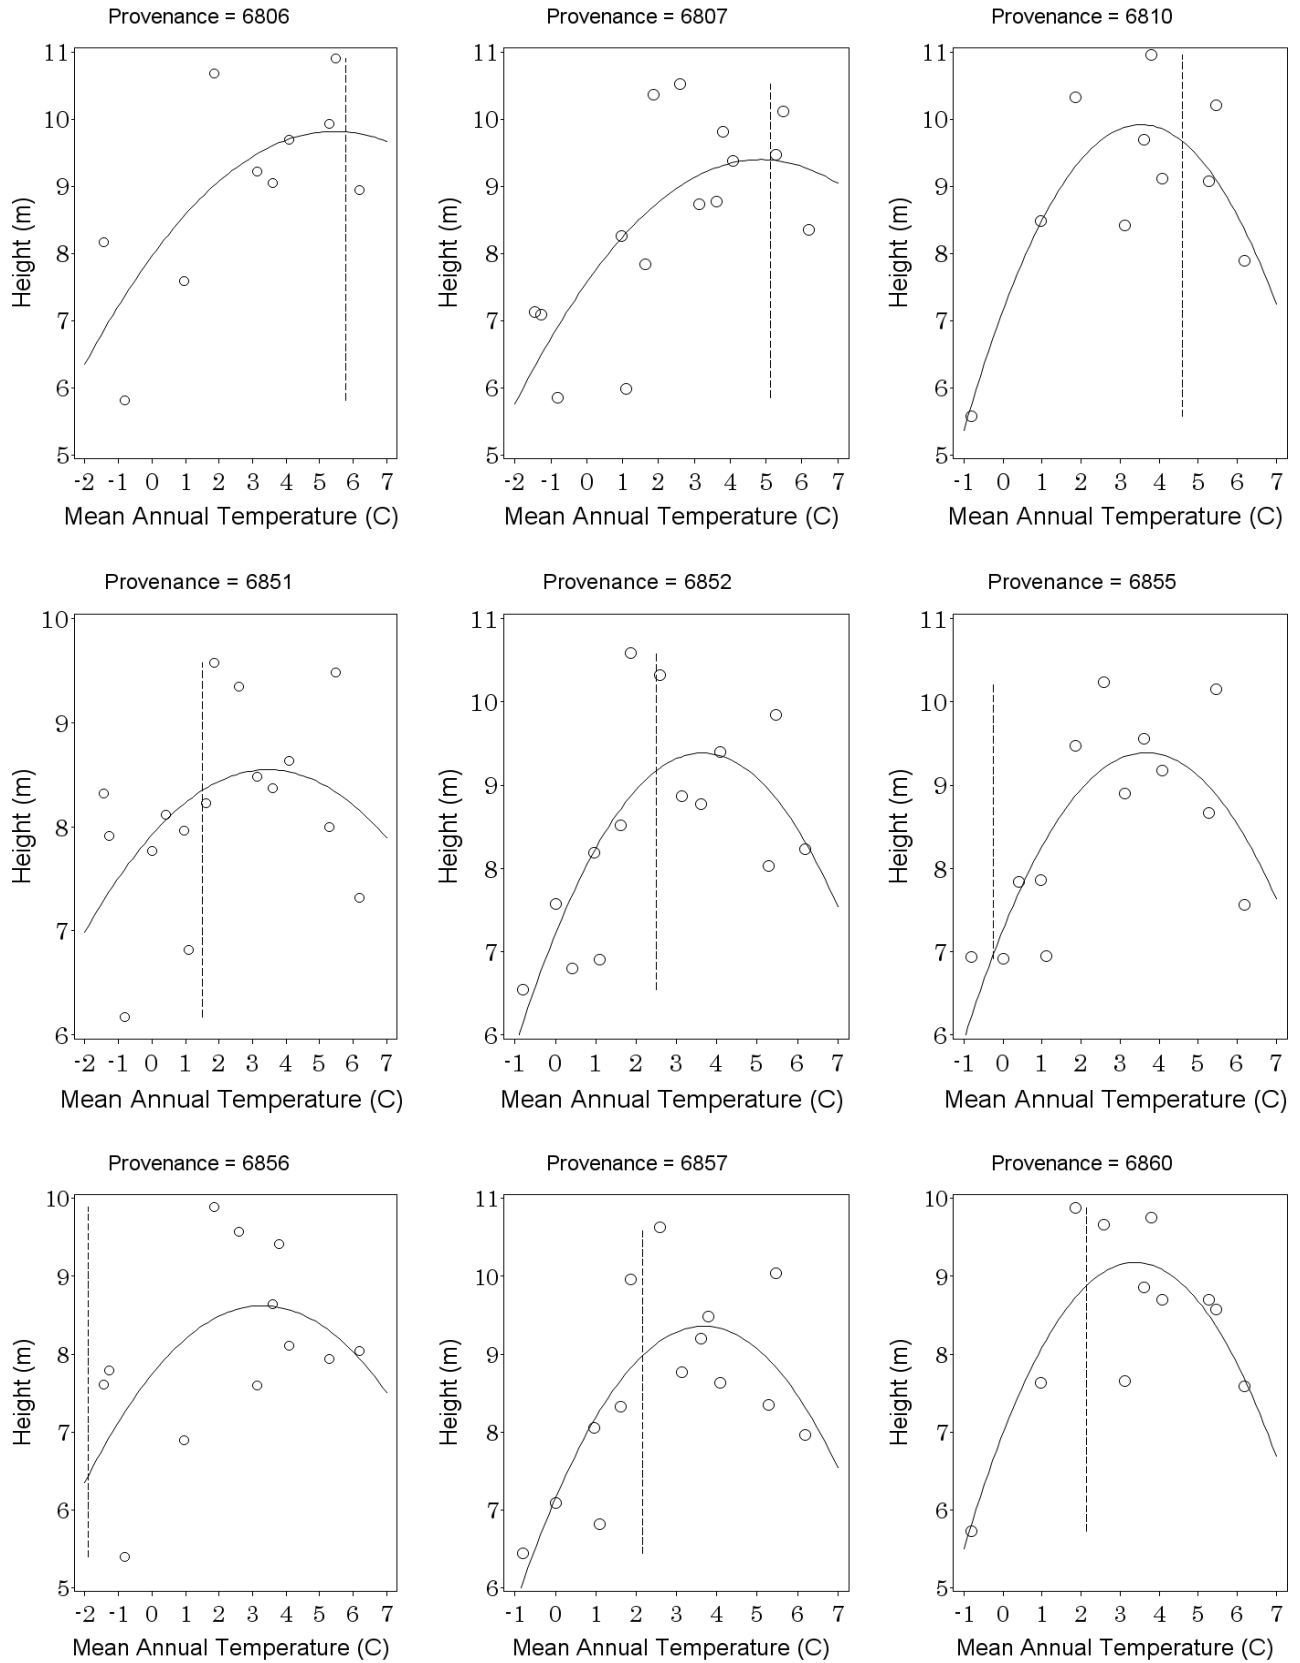 Provenance = 6806
11
10
9
8
7
6
5
Height (m)
-2 -1 0 1 2 3 4 5 6 7
Mean Annual Temperature (C)
Provenance = 6807
11
10
9
8
7
6
5
Height (m)
-2 -1 0 1 2 3 4 5 6 7
Mean Annual Temperature (C)
Provenance = 6810
11
10
9
8
7
6
5
Height (m)
-1 0 1 2 3 4 5 6 7
Mean Annual Temperature (C)
Provenance = 6851
10
9
8
7
6
Height (m)
-2 -1 0 1 2 3 4 5 6 7
Mean Annual Temperature (C)
Provenance = 6852
11
10
9
8
7
6
Height (m)
-1 0 1 2 3 4 5 6 7
Mean Annual Temperature (C)
Provenance = 6855
11
10
9
8
7
6
Height (m)
-1 0 1 2 3 4 5 6 7
Mean Annual Temperature (C)
Provenance = 6856
10
9
8
7
6
5
Height (m)
-2 -1 0 1 2 3 4 5 6 7
Mean Annual Temperature (C)
Provenance = 6857
11
10
9
8
7
6
Height (m)
-1 0 1 2 3 4 5 6 7
Mean Annual Temperature (C)
Provenance = 6860
10
9
8
7
6
5
Height (m)
-1 0 1 2 3 4 5 6 7
Mean Annual Temperature (C)